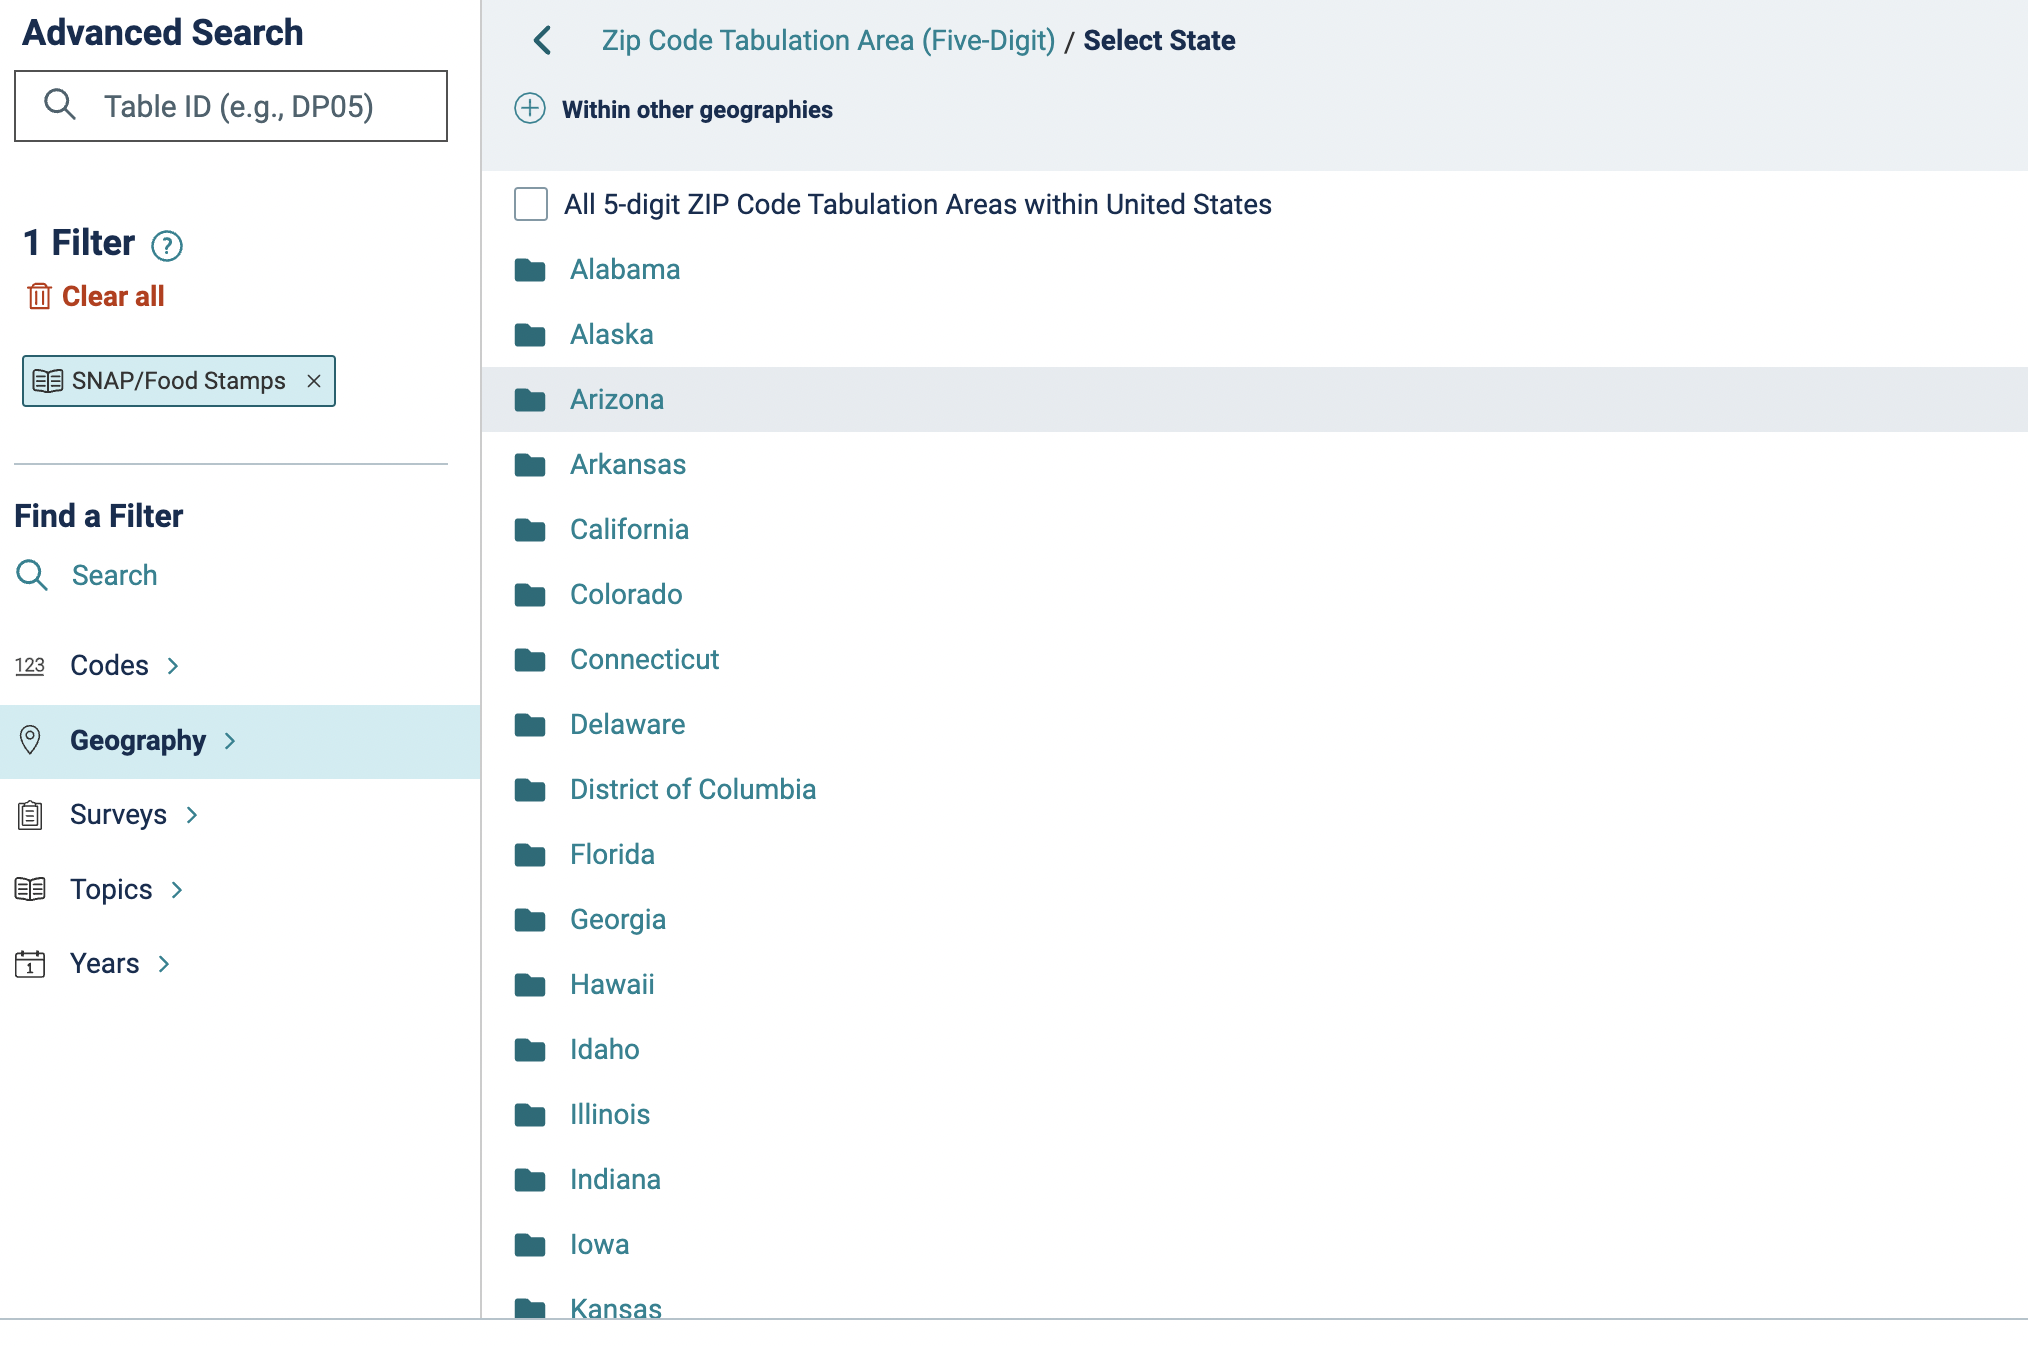 Advanced Search
Table ID (e.g., DP05)
1 Filter ?
Clear all
SNAP/Food Stamps ×
Find a Filter
Search
123 Codes
Geography
Surveys
Topics
1 Years
Zip Code Tabulation Area (Five-Digit) / Select State
Within other geographies
All 5-digit ZIP Code Tabulation Areas within United States
Alabama
Alaska
Arizona
Arkansas
California
Colorado
Connecticut
Delaware
District of Columbia
Florida
Georgia
Hawaii
Idaho
Illinois
Indiana
Iowa
Kansas